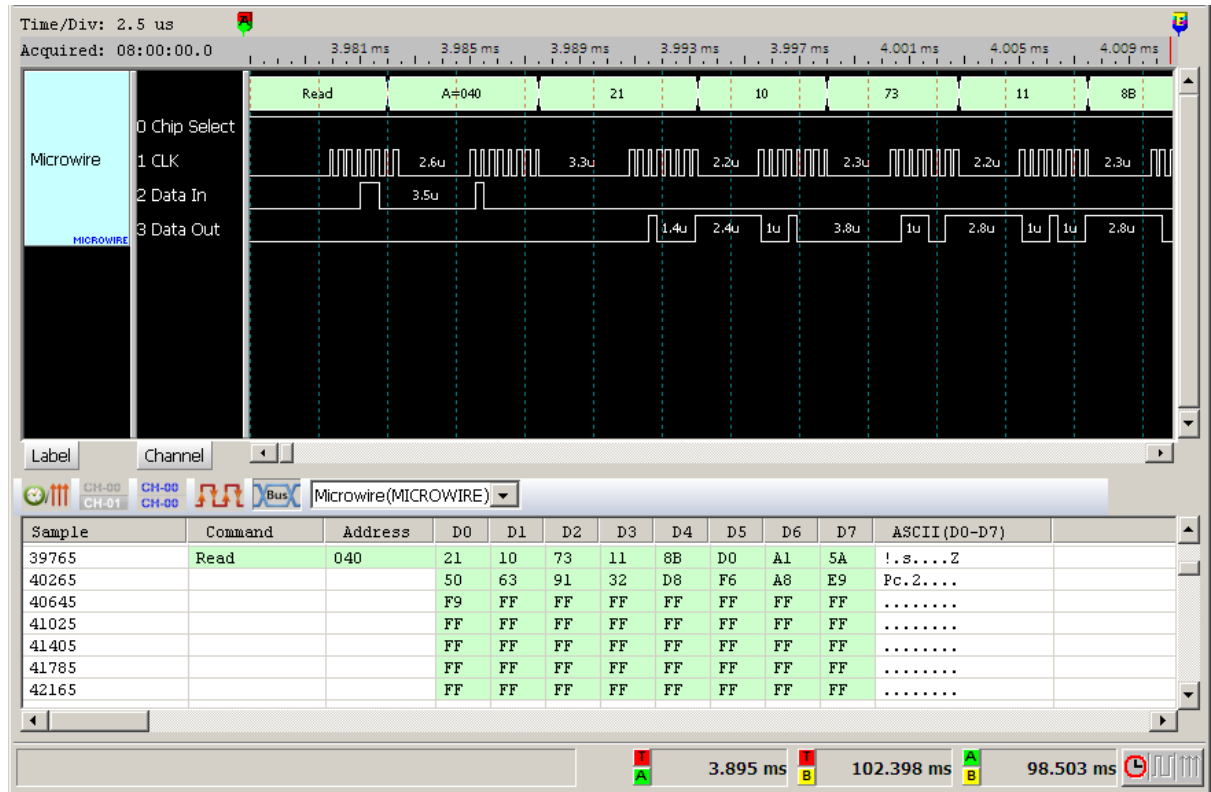 Time/Div: 2.5 us
A B
Acquired: 08:00:00.0 3.981 ms 3.985 ms 3.989 ms 3.993 ms 3.997 ms 4.001 ms 4.005 ms 4.009 ms
Read A=040 21 10 73 11 8B
0 Chip Select
Microwire 1 CLK 2.6u 3.3u 2.2u 2.3u 2.2u 2.3u
2 Data In 3.5u
MICROWIRE 3 Data Out 1.4u 2.4u 1u 3.8u 1u 2.8u 1u 1u 2.8u
Label Channel
CH-00 CH-01 CH-00 CH-00 Bus Microwire(MICROWIRE)
Sample Command Address D0 D1 D2 D3 D4 D5 D6 D7 ASCII(D0-D7)
39765 Read 040 21 10 73 11 8B D0 A1 5A !.s....Z
40265 50 63 91 32 D8 F6 A8 E9 Pc.2....
40645 F9 FF FF FF FF FF FF FF ........
41025 FF FF FF FF FF FF FF FF ........
41405 FF FF FF FF FF FF FF FF ........
41785 FF FF FF FF FF FF FF FF ........
42165 FF FF FF FF FF FF FF FF ........
T A 3.895 ms T B 102.398 ms A B 98.503 ms